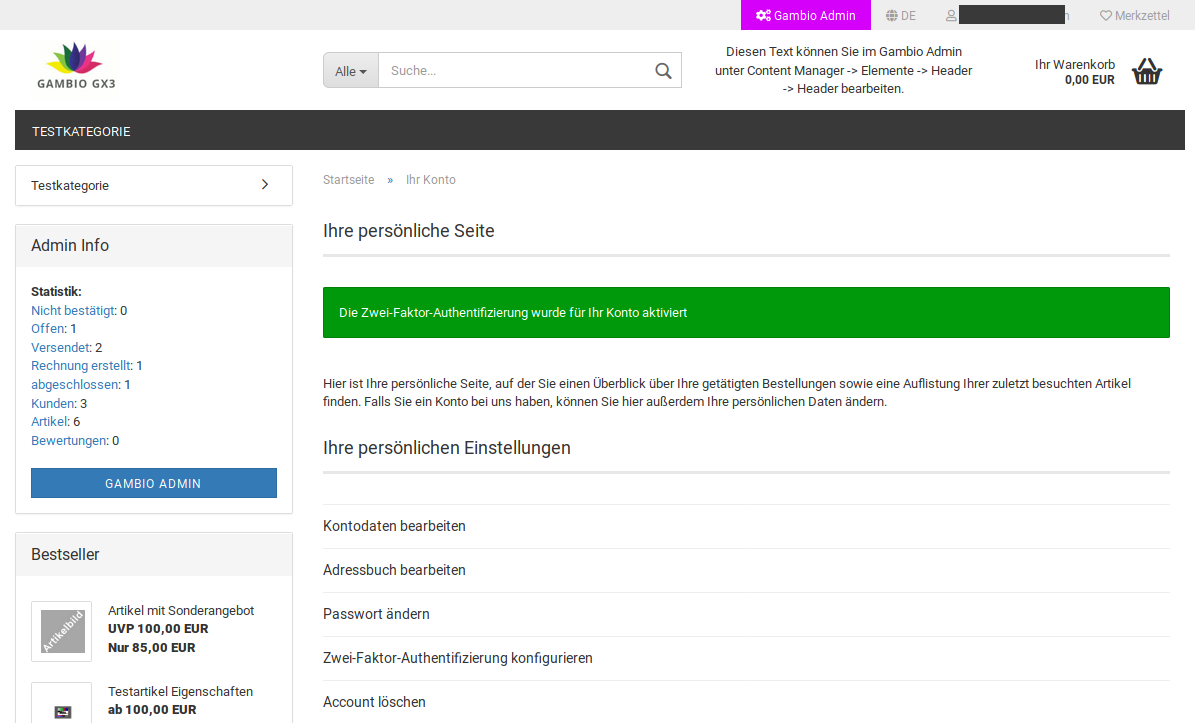 Gambio Admin
DE
Merkzettel
GAMBIO GX3
Alle
Suche...
Diesen Text können Sie im Gambio Admin
unter Content Manager -> Elemente -> Header
-> Header bearbeiten.
Ihr Warenkorb
0,00 EUR
TESTKATEGORIE
Testkategorie
Startseite » Ihr Konto
Ihre persönliche Seite
Admin Info
Statistik:
Nicht bestätigt: 0
Offen: 1
Versendet: 2
Rechnung erstellt: 1
abgeschlossen: 1
Kunden: 3
Artikel: 6
Bewertungen: 0
GAMBIO ADMIN
Die Zwei-Faktor-Authentifizierung wurde für Ihr Konto aktiviert
Hier ist Ihre persönliche Seite, auf der Sie einen Überblick über Ihre getätigten Bestellungen sowie eine Auflistung Ihrer zuletzt besuchten Artikel
finden. Falls Sie ein Konto bei uns haben, können Sie hier außerdem Ihre persönlichen Daten ändern.
Ihre persönlichen Einstellungen
Kontodaten bearbeiten
Adressbuch bearbeiten
Passwort ändern
Zwei-Faktor-Authentifizierung konfigurieren
Account löschen
Bestseller
Artikelbild
Artikel mit Sonderangebot
UVP 100,00 EUR
Nur 85,00 EUR
Testartikel Eigenschaften
ab 100,00 EUR